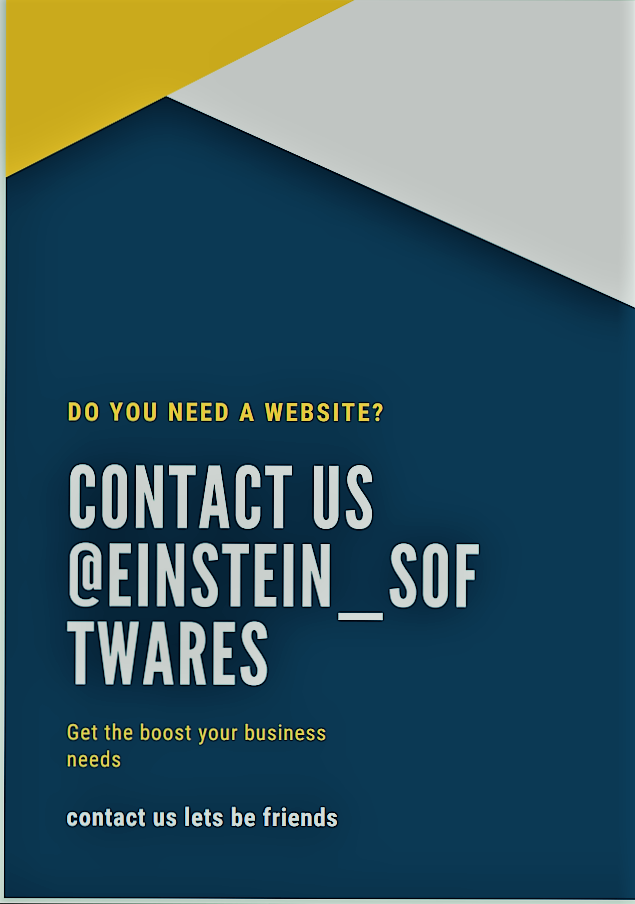 DO YOU NEED A WEBSITE?
CONTACT US
@EINSTEIN_SOF
TWARES
Get the boost your business
needs
contact us lets be friends